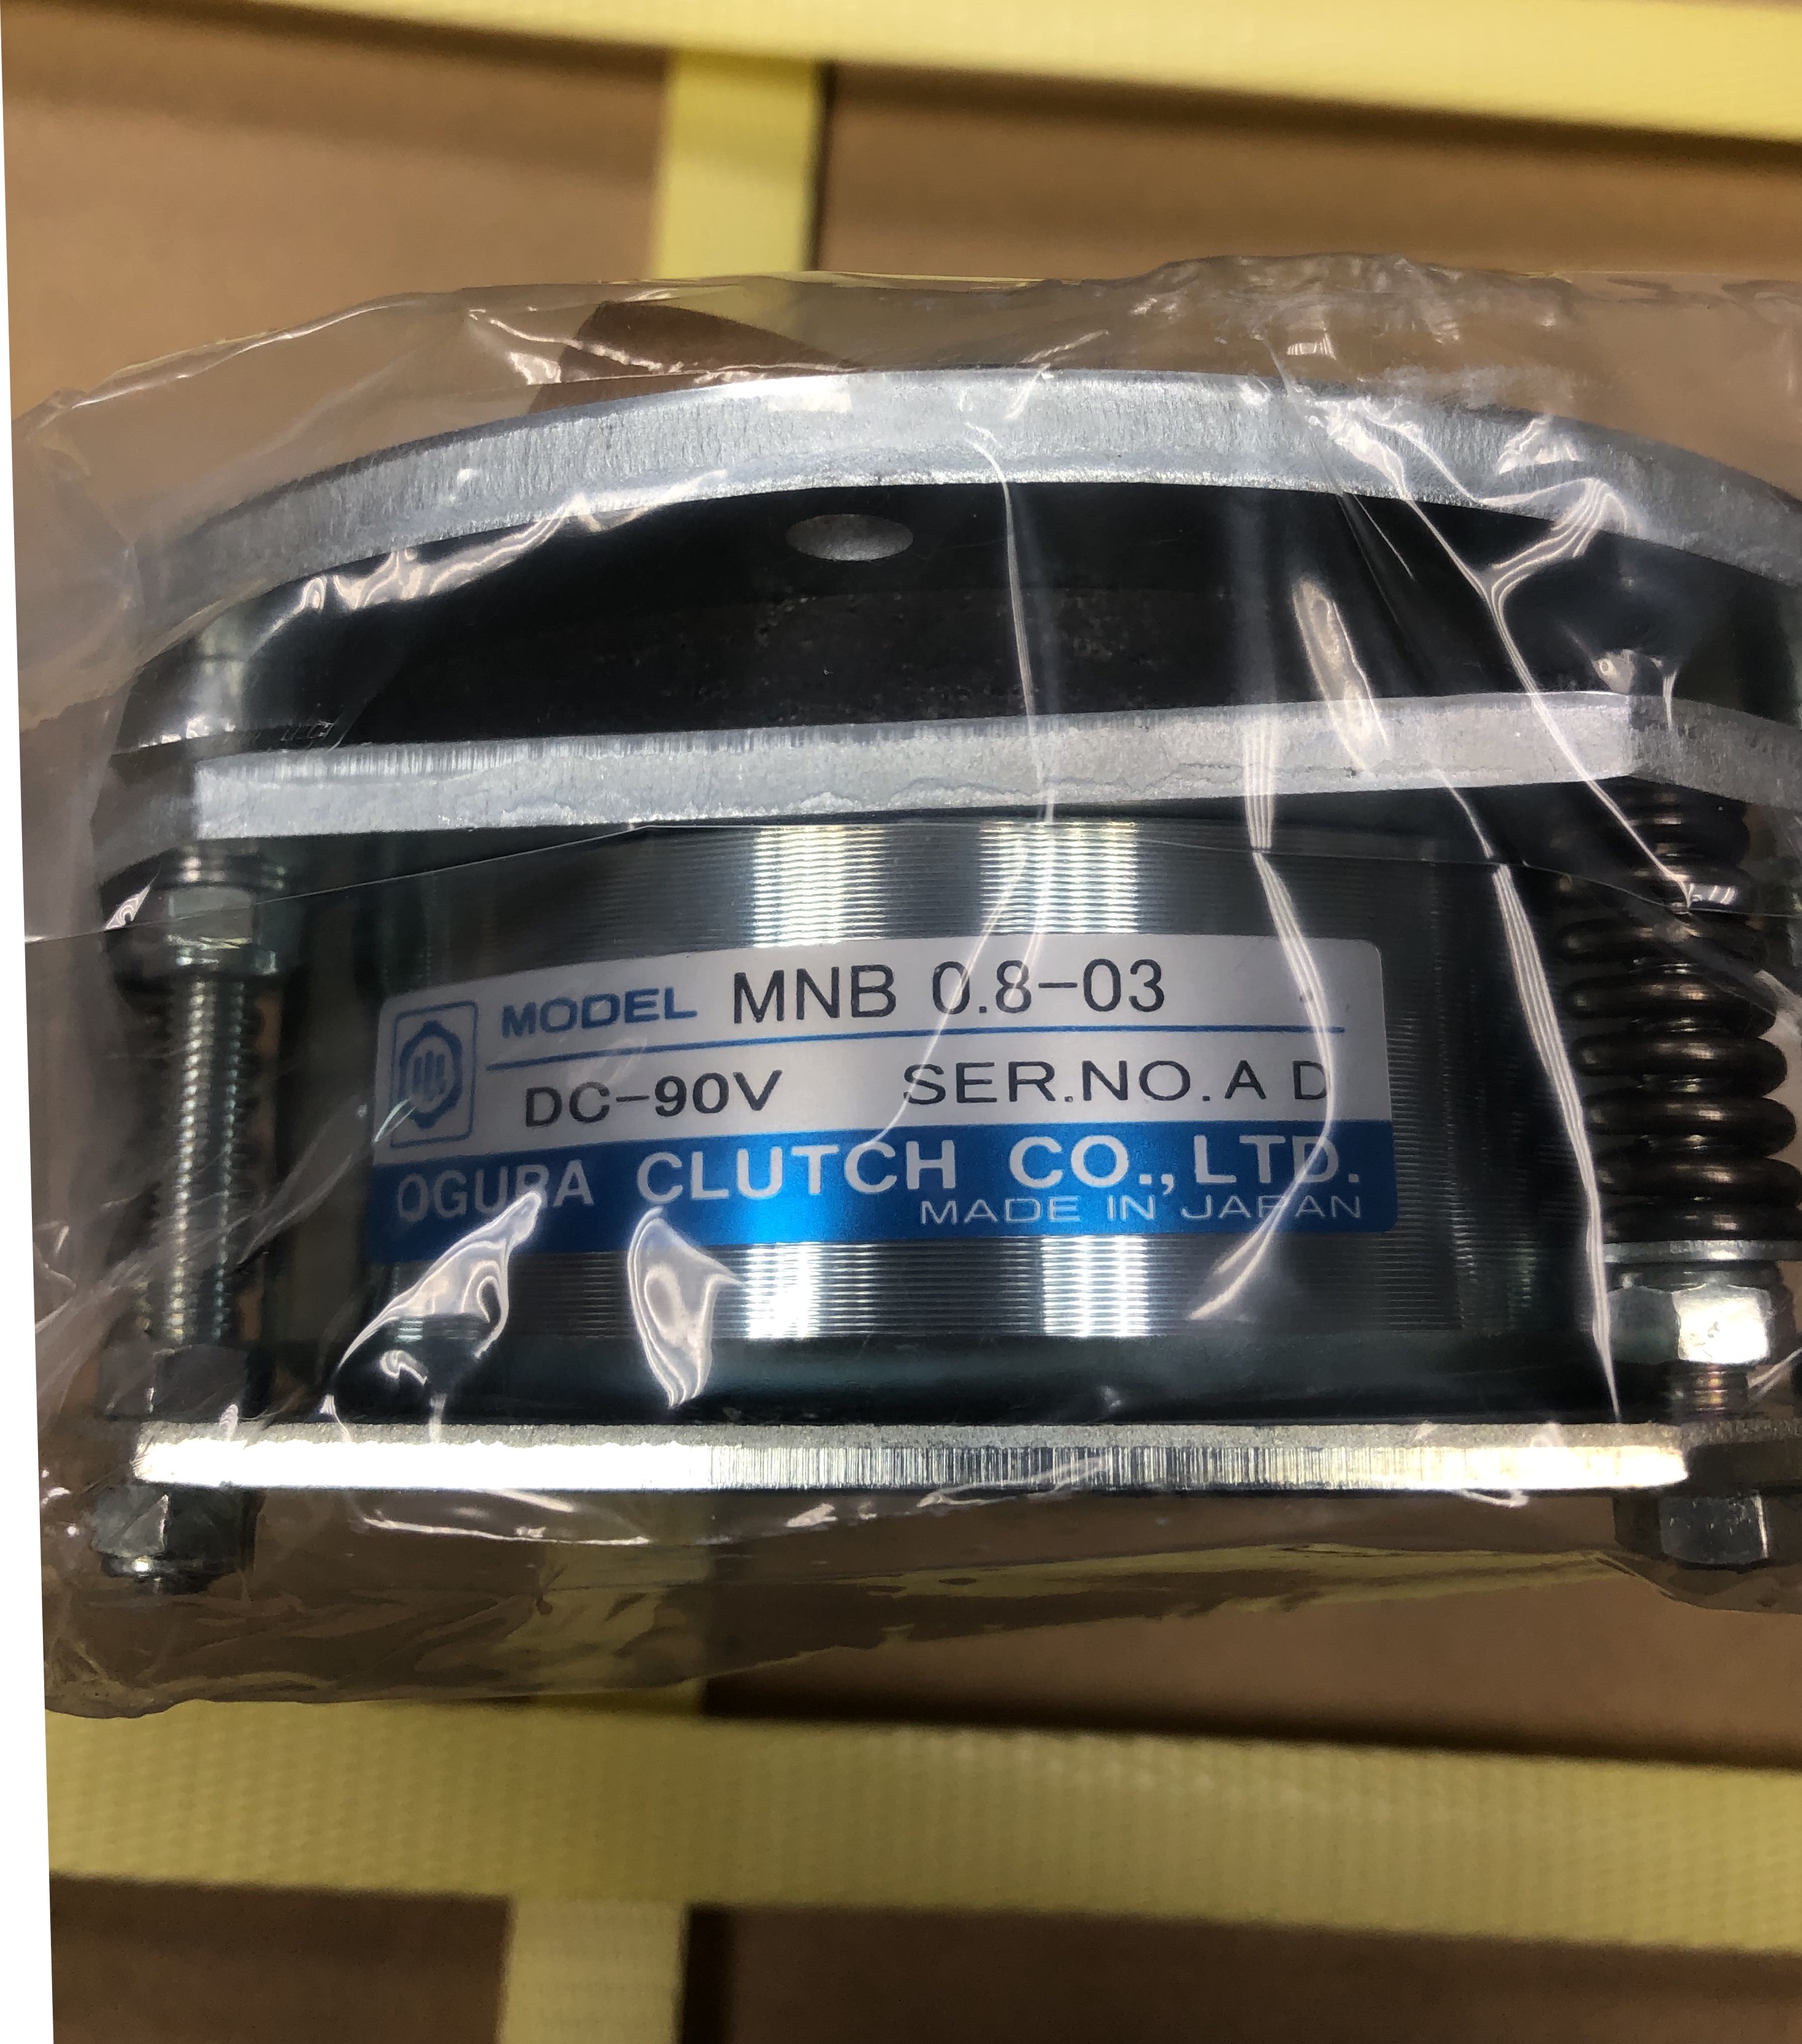 MODEL MNB 0.8-03
DC-90V SER.NO. A D
OGURA CLUTCH CO., LTD.
MADE IN JAPAN